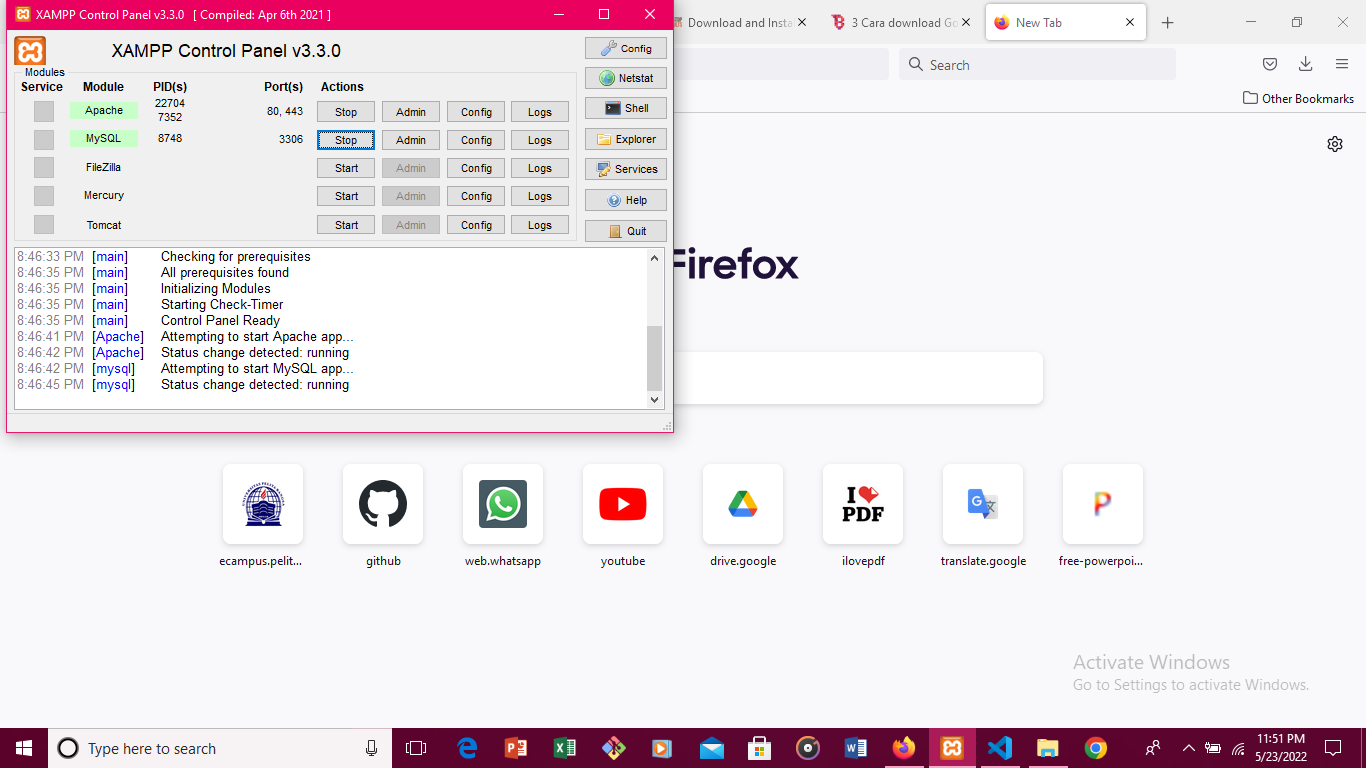 XAMPP Control Panel v3.3.0 [ Compiled: Apr 6th 2021 ]
Download and Insta
3 Cara download Go
New Tab
XAMPP Control Panel v3.3.0
Config
Search
Modules
Netstat
Service Module PID(s) Port(s) Actions
Other Bookmarks
Apache 22704 7352 80, 443 Stop Admin Config Logs
Shell
MySQL 8748 3306 Stop Admin Config Logs
Explorer
FileZilla Start Admin Config Logs
Services
Mercury Start Admin Config Logs
Help
Tomcat Start Admin Config Logs
Quit
8:46:33 PM [main] Checking for prerequisites
8:46:35 PM [main] All prerequisites found
8:46:35 PM [main] Initializing Modules
8:46:35 PM [main] Starting Check-Timer
8:46:35 PM [main] Control Panel Ready
8:46:41 PM [Apache] Attempting to start Apache app...
8:46:42 PM [Apache] Status change detected: running
8:46:42 PM [mysql] Attempting to start MySQL app...
8:46:45 PM [mysql] Status change detected: running
Firefox
I PDF
ecampus.pelit...
github
web.whatsapp
youtube
drive.google
ilovepdf
translate.google
free-powerpoi...
Activate Windows
Go to Settings to activate Windows.
Type here to search
11:51 PM
5/23/2022